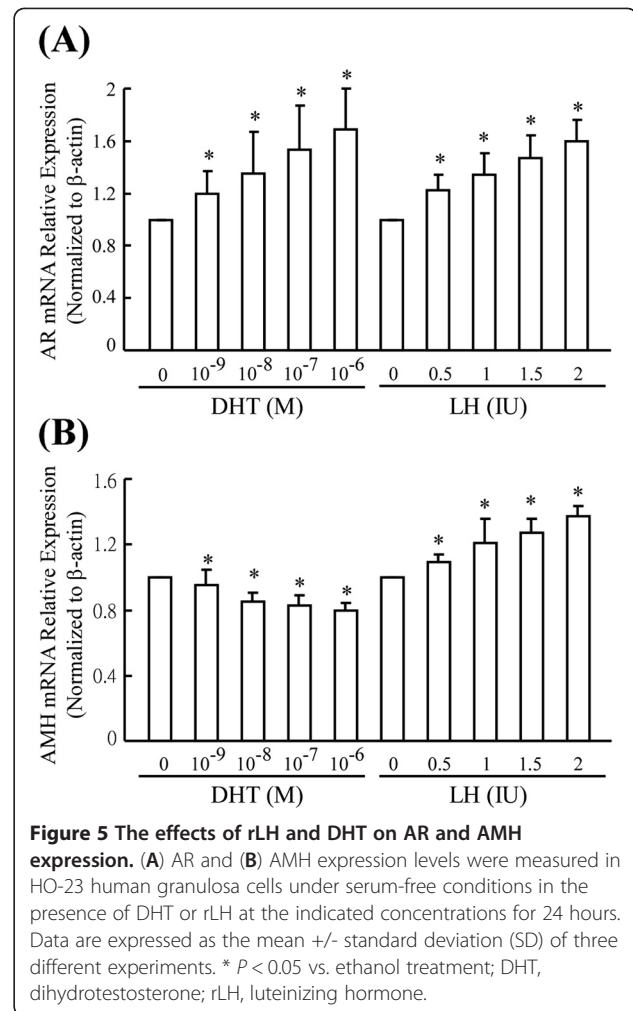 (A)
AR mRNA Relative Expression
(Normalized to β-actin)
2
1.6
1.2
0.8
0.4
0
* * * * * * * *
0 10-9 10-8 10-7 10-6 0 0.5 1 1.5 2
DHT (M) LH (IU)
(B)
AMH mRNA Relative Expression
(Normalized to β-actin)
1.6
1.2
0.8
0.4
0
* * * * * * * *
0 10-9 10-8 10-7 10-6 0 0.5 1 1.5 2
DHT (M) LH (IU)
Figure 5 The effects of rLH and DHT on AR and AMH
expression. (A) AR and (B) AMH expression levels were measured in
HO-23 human granulosa cells under serum-free conditions in the
presence of DHT or rLH at the indicated concentrations for 24 hours.
Data are expressed as the mean +/- standard deviation (SD) of three
different experiments. * P < 0.05 vs. ethanol treatment; DHT,
dihydrotestosterone; rLH, luteinizing hormone.